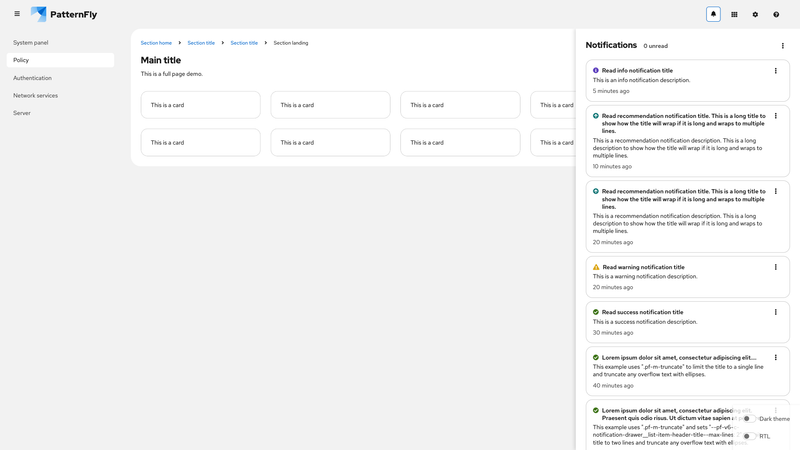 PatternFly
System panel
Policy
Authentication
Network services
Server
Section home
Section title
Section title
Section landing
Main title
This is a full page demo.
This is a card
This is a card
This is a card
This is a card
This is a card
This is a card
This is a card
This is a card
Notifications
0 unread
Read info notification title
This is an info notification description.
5 minutes ago
Read recommendation notification title. This is a long title to
show how the title will wrap if it is long and wraps to multiple
lines.
This is a recommendation notification description. This is a long
description to show how the title will wrap if it is long and wraps to
multiple lines.
10 minutes ago
Read recommendation notification title. This is a long title to
show how the title will wrap if it is long and wraps to multiple
lines.
This is a recommendation notification description. This is a long
description to show how the title will wrap if it is long and wraps to
multiple lines.
20 minutes ago
Read warning notification title
This is a warning notification description.
20 minutes ago
Read success notification title
This is a success notification description.
30 minutes ago
Lorem ipsum dolor sit amet, consectetur adipiscing elit....
This example uses ".pf-m-truncate" to limit the title to a single line
and truncate any overflow text with ellipses.
40 minutes ago
Lorem ipsum dolor sit amet, consectetur adipiscing elit.
Praesent quis odio risus. Ut dictum vitae sapien
This example uses ".pf-m-truncate" and sets "--pf-v6-
notification-drawer__list-item-header-title--max-lines
title to two lines and truncate any overflow text with
Dark theme
RTL